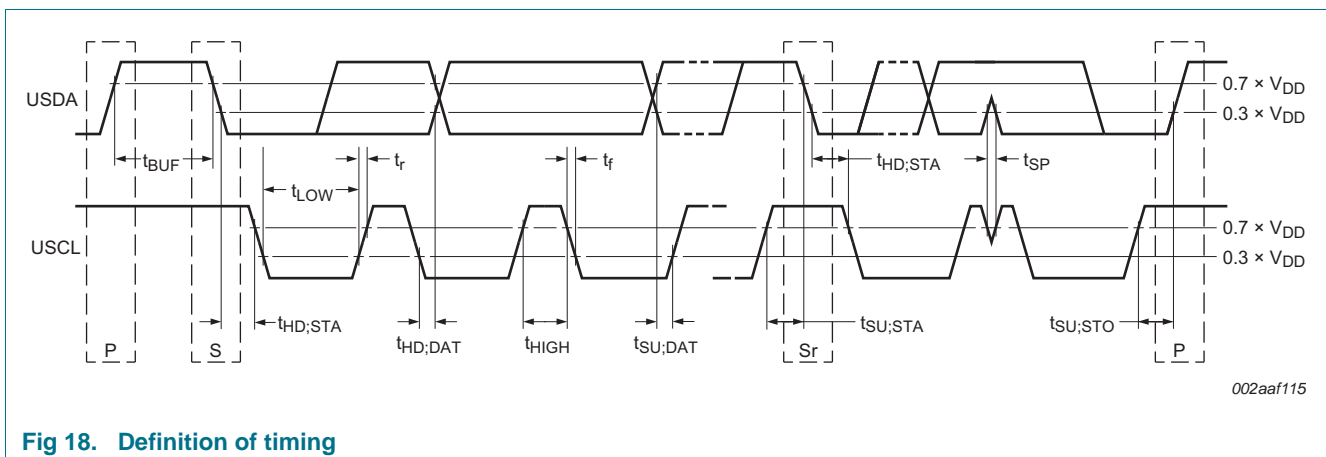 USDA
0.7 × VDD
0.3 × VDD
tBUF
tLOW
tr
tf
tHD;STA
tSP
USCL
0.7 × VDD
0.3 × VDD
tHD;STA
tHD;DAT
tHIGH
tSU;DAT
tSU;STA
tSU;STO
P
S
Sr
P
002aaf115
Fig 18. Definition of timing